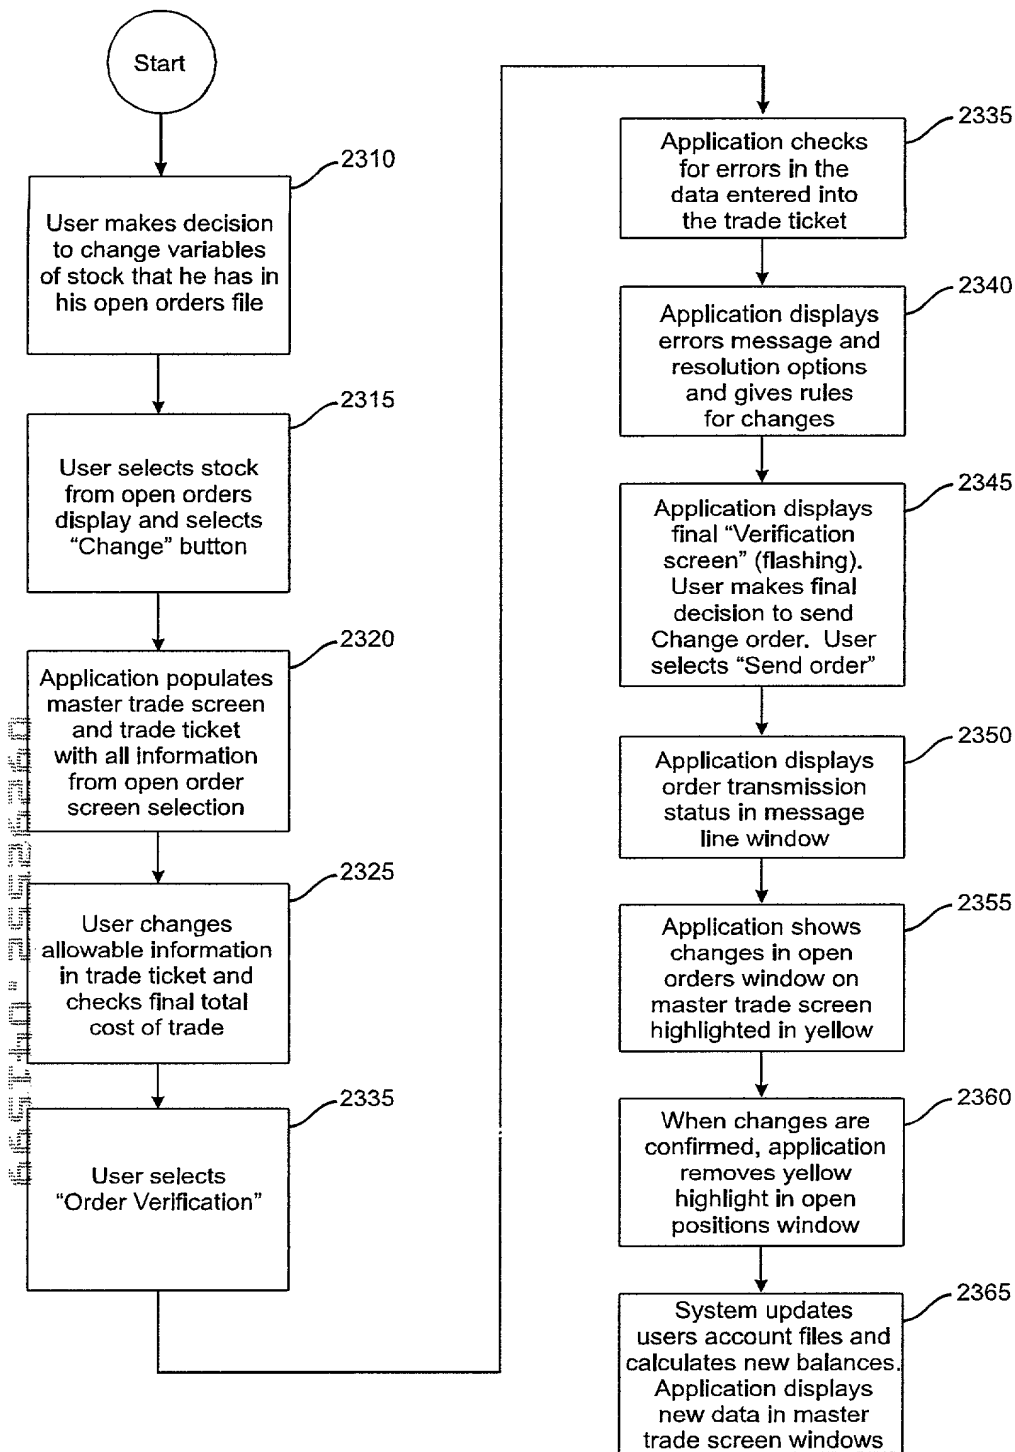 Start
2310
User makes decision
to change variables
of stock that he has in
his open orders file
2315
User selects stock
from open orders
display and selects
“Change” button
2320
Application populates
master trade screen
and trade ticket
with all information
from open order
screen selection
2325
User changes
allowable information
in trade ticket and
checks final total
cost of trade
2335
User selects
“Order Verification”
2335
Application checks
for errors in the
data entered into
the trade ticket
2340
Application displays
errors message and
resolution options
and gives rules
for changes
2345
Application displays
final “Verification
screen” (flashing).
User makes final
decision to send
Change order. User
selects “Send order”
2350
Application displays
order transmission
status in message
line window
2355
Application shows
changes in open
orders window on
master trade screen
highlighted in yellow
2360
When changes are
confirmed, application
removes yellow
highlight in open
positions window
2365
System updates
users account files and
calculates new balances.
Application displays
new data in master
trade screen windows